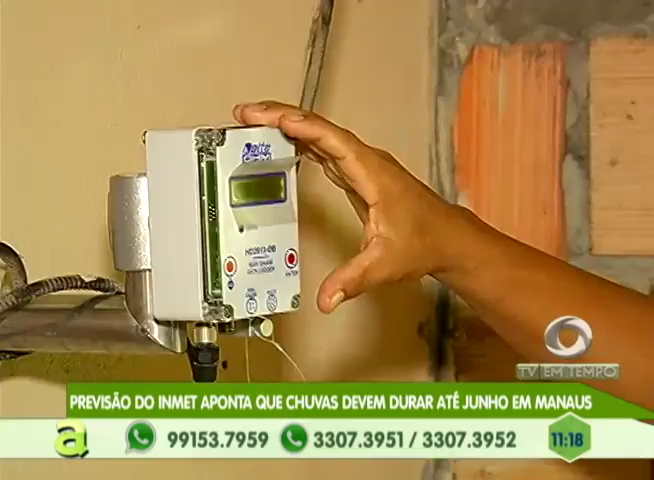 TV EM TEMPO
PREVISÃO DO INMET APONTA QUE CHUVAS DEVEM DURAR ATÉ JUNHO EM MANAUS
a
99153.7959
3307.3951 / 3307.3952
11:18